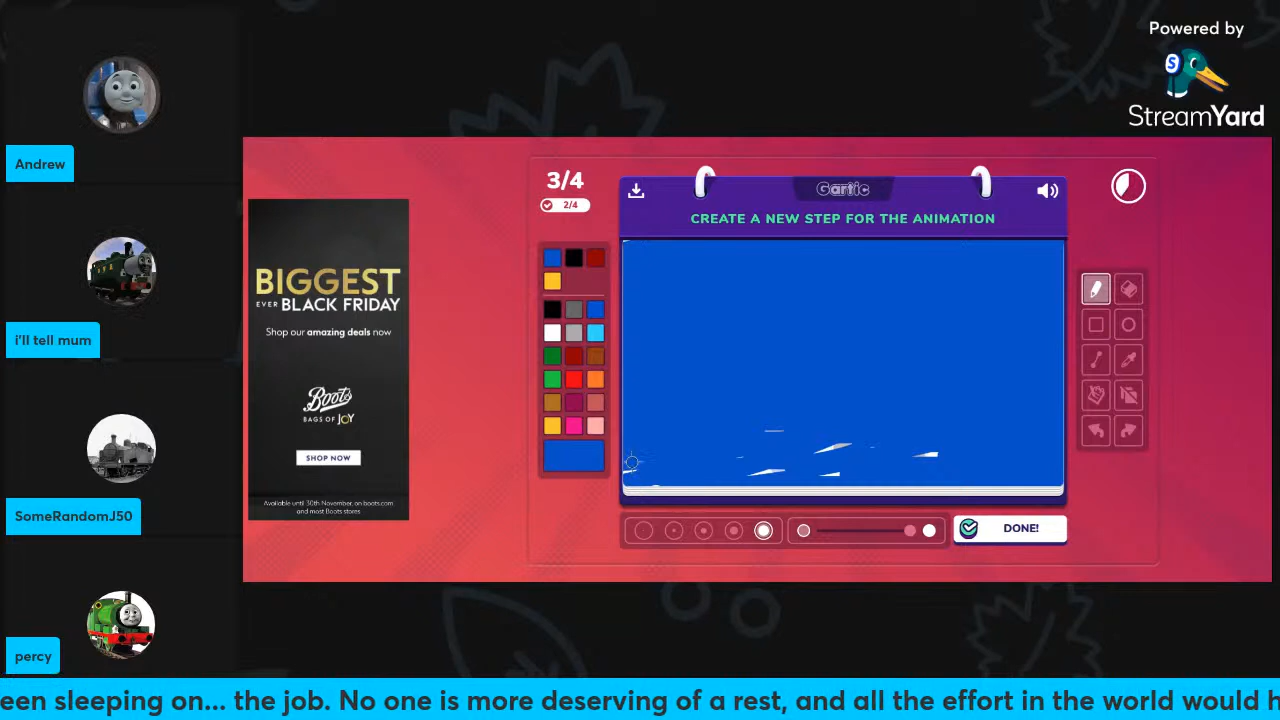 Powered by
S
StreamYard
Andrew
i'll tell mum
SomeRandomJ50
percy
3/4
2/4
Gartic
CREATE A NEW STEP FOR THE ANIMATION
BIGGEST
EVER BLACK FRIDAY
Shop our amazing deals now
Boots
BAGS OF JOY
SHOP NOW
Available until 30th November, on boots.com
and most Boots stores
DONE!
een sleeping on... the job. No one is more deserving of a rest, and all the effort in the world would h